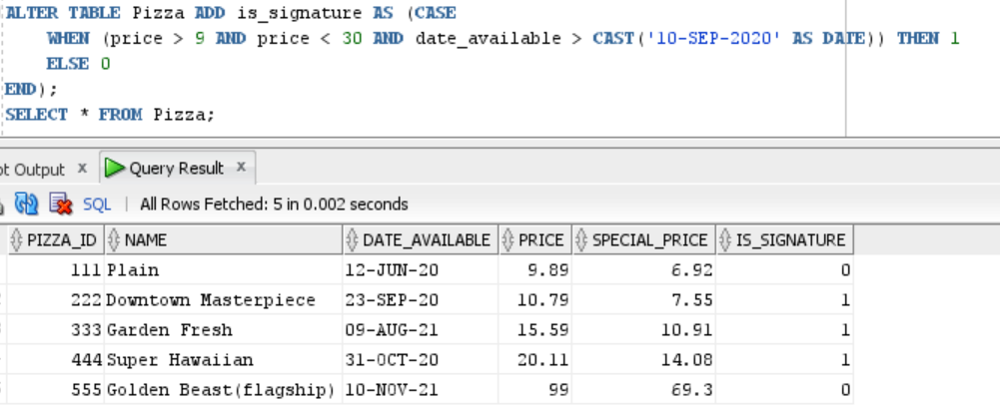 ALTER TABLE Pizza ADD is_signature AS (CASE
WHEN (price > 9 AND price < 30 AND date_available > CAST('10-SEP-2020' AS DATE)) THEN 1
ELSE 0
END);
SELECT * FROM Pizza;
Output x Query Result x
SQL | All Rows Fetched: 5 in 0.002 seconds
PIZZA_ID NAME DATE_AVAILABLE PRICE SPECIAL_PRICE IS_SIGNATURE
111 Plain 12-JUN-20 9.89 6.92 0
222 Downtown Masterpiece 23-SEP-20 10.79 7.55 1
333 Garden Fresh 09-AUG-21 15.59 10.91 1
444 Super Hawaiian 31-OCT-20 20.11 14.08 1
555 Golden Beast(flagship) 10-NOV-21 99 69.3 0